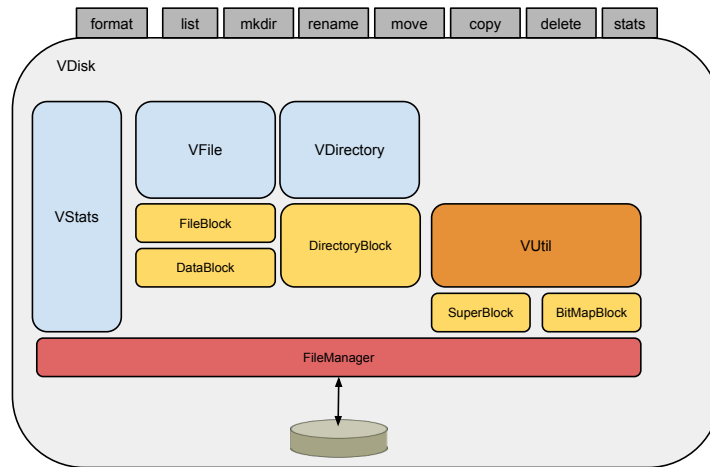 format list mkdir rename move copy delete stats
VDisk
VFile VDirectory
VStats
FileBlock
DirectoryBlock
VUtil
DataBlock
SuperBlock BitMapBlock
FileManager